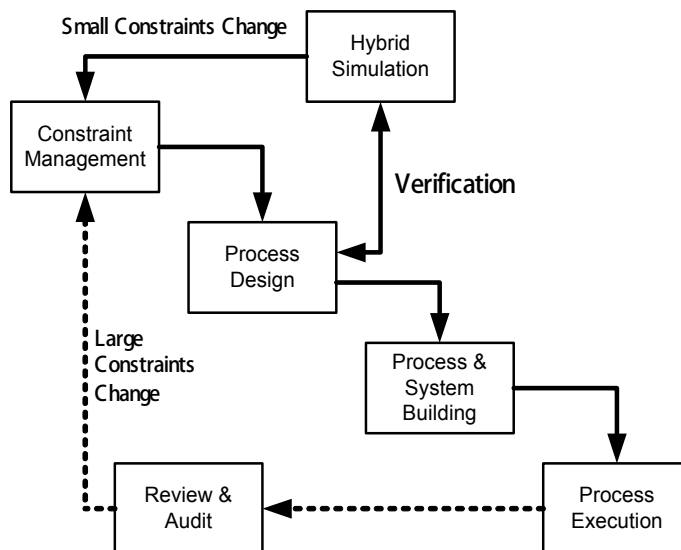 Small Constraints Change
Hybrid
Simulation
Constraint
Management
Verification
Process
Design
Large
Constraints
Change
Process &
System
Building
Review &
Audit
Process
Execution